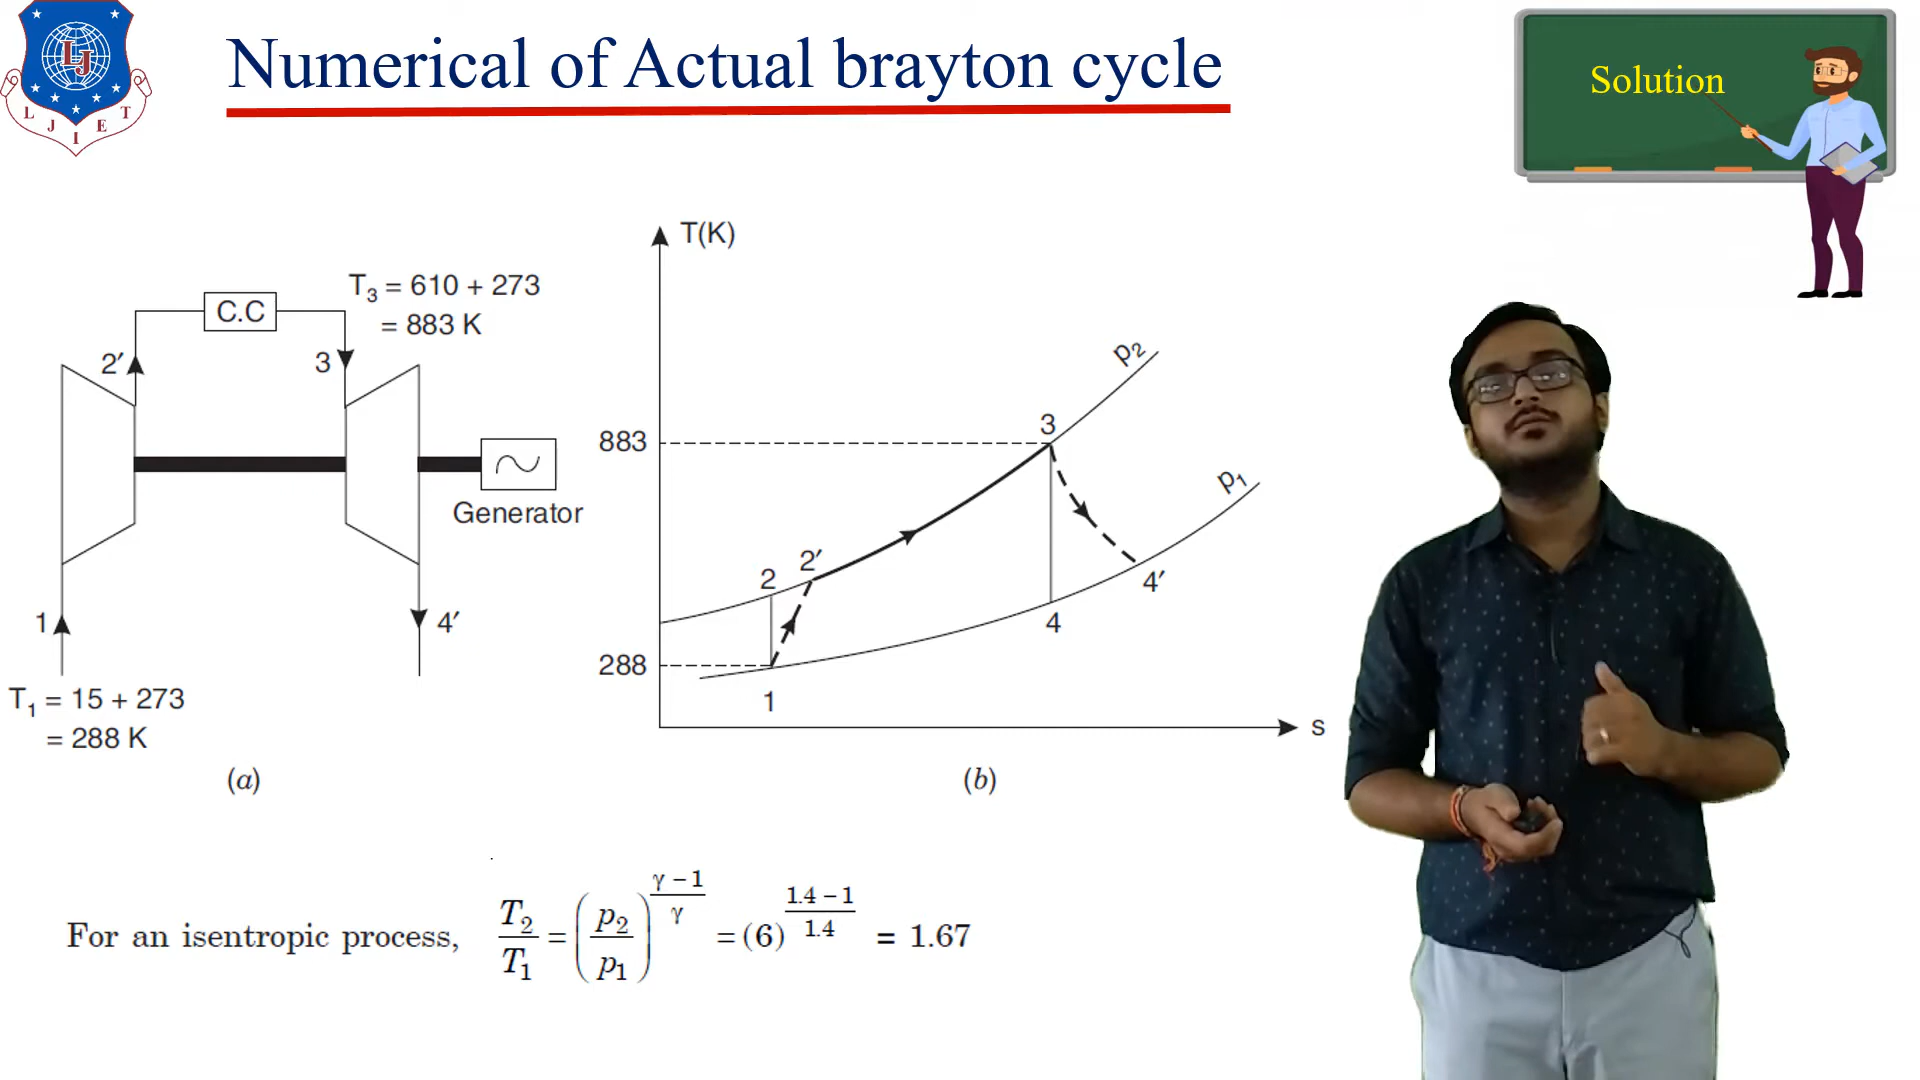 Numerical of Actual brayton cycle
Solution
LJ
L J I E T
T₃ = 610 + 273
= 883 K
C.C
2′
3
Generator
1
4′
T₁ = 15 + 273
= 288 K
(a)
T(K)
p₂
883
3
p₁
2
2′
4′
4
288
1
s
(b)
For an isentropic process, T₂/T₁ = (p₂/p₁)^((γ – 1)/γ) = (6)^((1.4 – 1)/1.4) = 1.67